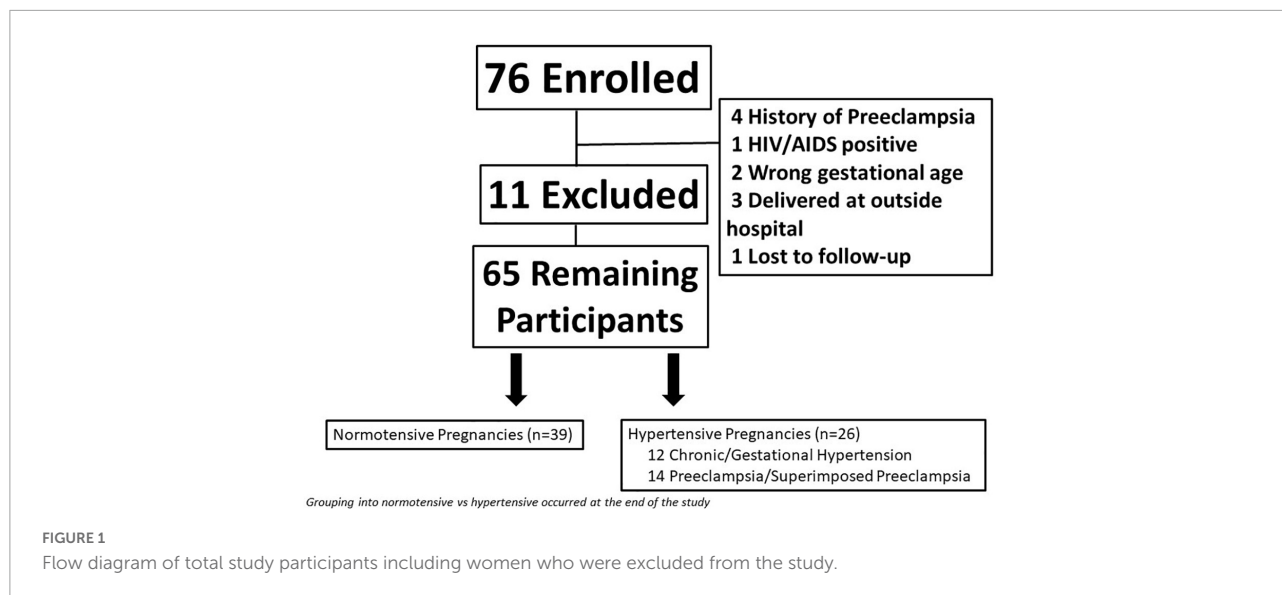 76 Enrolled
4 History of Preeclampsia
1 HIV/AIDS positive
2 Wrong gestational age
3 Delivered at outside
hospital
1 Lost to follow-up
11 Excluded
65 Remaining
Participants
Normotensive Pregnancies (n=39)
Hypertensive Pregnancies (n=26)
12 Chronic/Gestational Hypertension
14 Preeclampsia/Superimposed Preeclampsia
Grouping into normotensive vs hypertensive occurred at the end of the study
FIGURE 1
Flow diagram of total study participants including women who were excluded from the study.